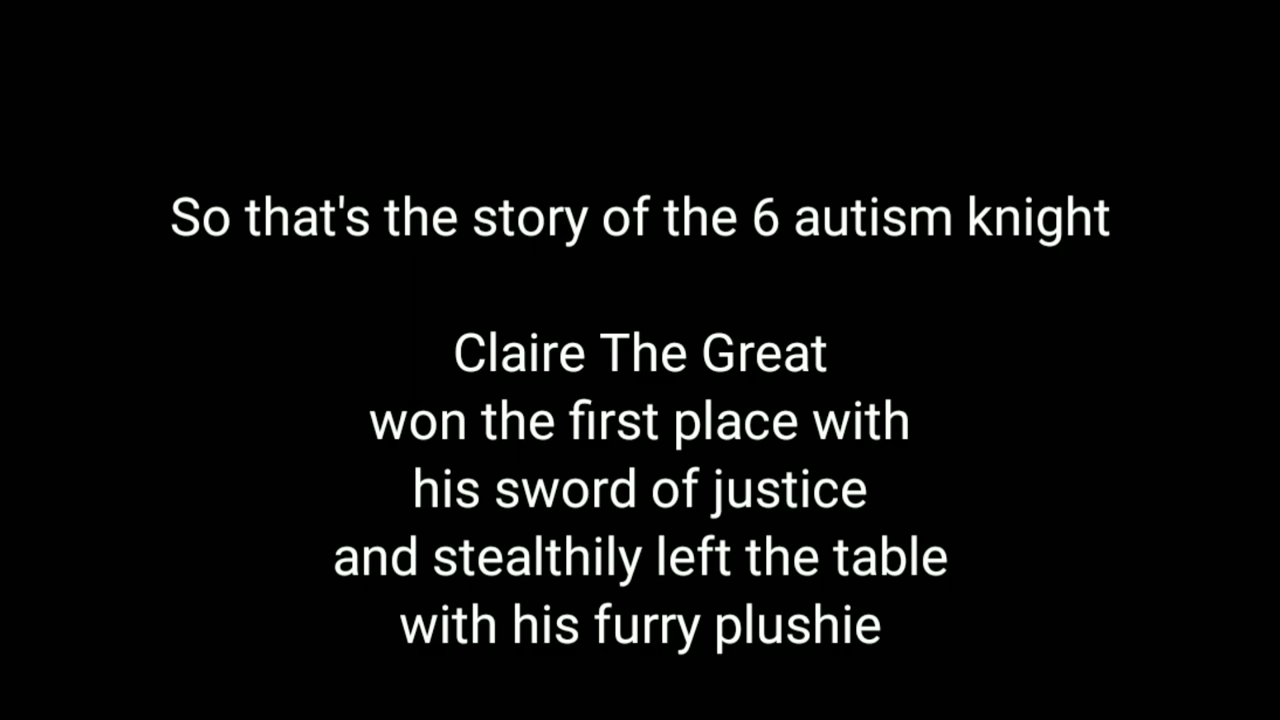 So that's the story of the 6 autism knight
Claire The Great
won the first place with
his sword of justice
and stealthily left the table
with his furry plushie